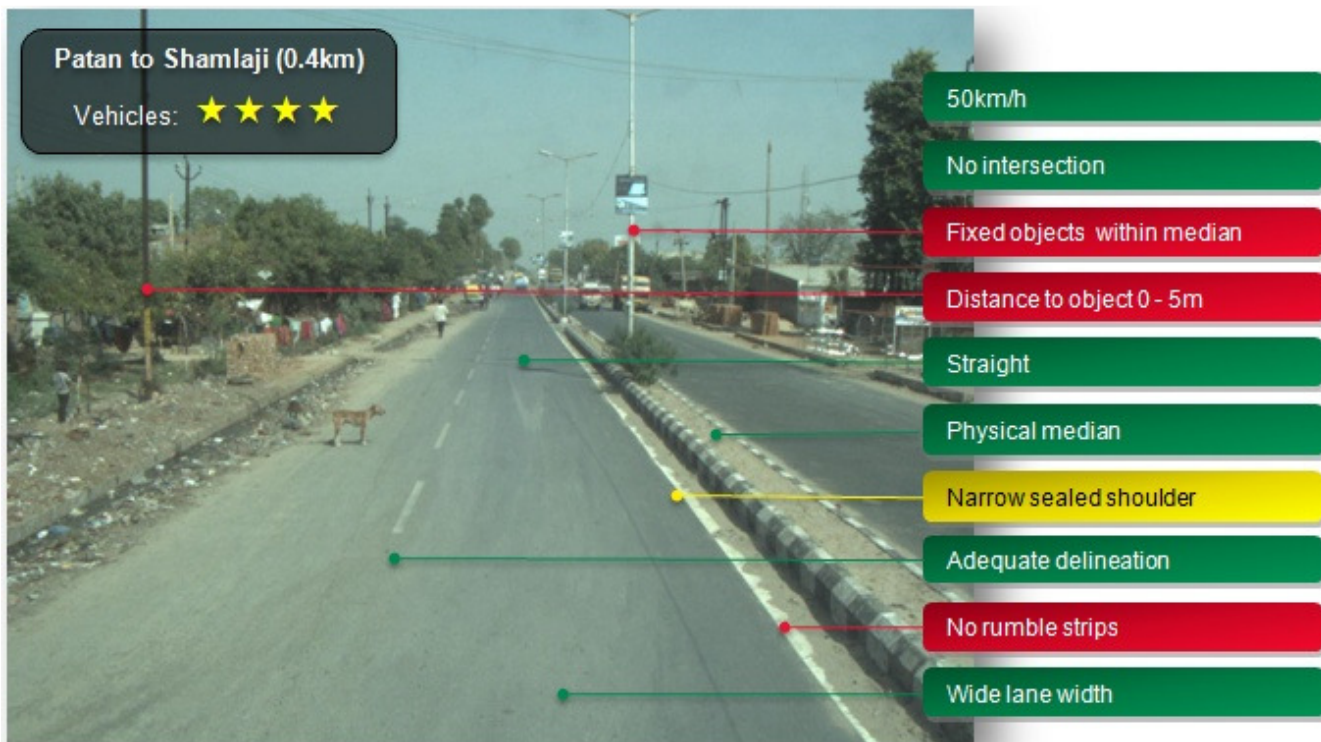 Patan to Shamlaji (0.4km)
Vehicles: ★★★★
50km/h
No intersection
Fixed objects within median
Distance to object 0 - 5m
Straight
Physical median
Narrow sealed shoulder
Adequate delineation
No rumble strips
Wide lane width